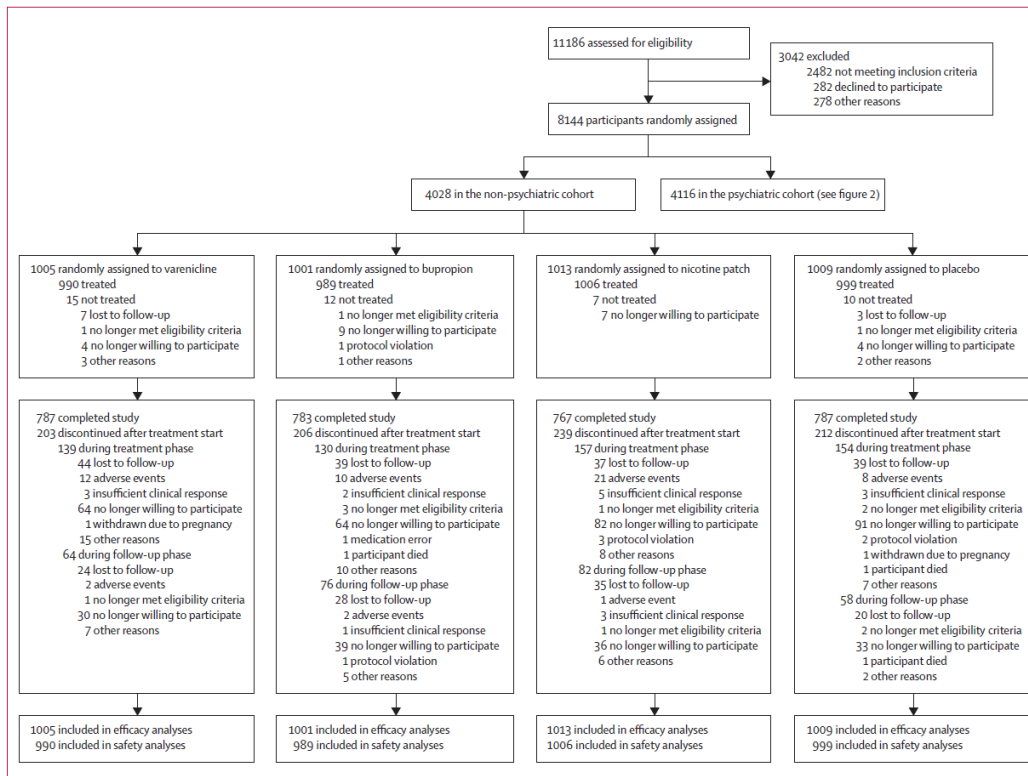 11186 assessed for eligibility
3042 excluded
2482 not meeting inclusion criteria
282 declined to participate
278 other reasons
8144 participants randomly assigned
4028 in the non-psychiatric cohort
4116 in the psychiatric cohort (see figure 2)
1005 randomly assigned to varenicline
990 treated
15 not treated
7 lost to follow-up
1 no longer met eligibility criteria
4 no longer willing to participate
3 other reasons
1001 randomly assigned to bupropion
989 treated
12 not treated
1 no longer met eligibility criteria
9 no longer willing to participate
1 protocol violation
1 other reasons
1013 randomly assigned to nicotine patch
1006 treated
7 not treated
7 no longer willing to participate
1009 randomly assigned to placebo
999 treated
10 not treated
3 lost to follow-up
1 no longer met eligibility criteria
4 no longer willing to participate
2 other reasons
787 completed study
203 discontinued after treatment start
139 during treatment phase
44 lost to follow-up
12 adverse events
3 insufficient clinical response
64 no longer willing to participate
1 withdrawn due to pregnancy
15 other reasons
64 during follow-up phase
24 lost to follow-up
2 adverse events
1 no longer met eligibility criteria
30 no longer willing to participate
7 other reasons
783 completed study
206 discontinued after treatment start
130 during treatment phase
39 lost to follow-up
10 adverse events
2 insufficient clinical response
3 no longer met eligibility criteria
64 no longer willing to participate
1 medication error
1 participant died
10 other reasons
76 during follow-up phase
28 lost to follow-up
2 adverse events
1 insufficient clinical response
39 no longer willing to participate
1 protocol violation
5 other reasons
767 completed study
239 discontinued after treatment start
157 during treatment phase
37 lost to follow-up
21 adverse events
5 insufficient clinical response
1 no longer met eligibility criteria
82 no longer willing to participate
3 protocol violation
8 other reasons
82 during follow-up phase
35 lost to follow-up
1 adverse event
3 insufficient clinical response
1 no longer met eligibility criteria
36 no longer willing to participate
6 other reasons
787 completed study
212 discontinued after treatment start
154 during treatment phase
39 lost to follow-up
8 adverse events
3 insufficient clinical response
2 no longer met eligibility criteria
91 no longer willing to participate
2 protocol violation
1 withdrawn due to pregnancy
1 participant died
7 other reasons
58 during follow-up phase
20 lost to follow-up
2 no longer met eligibility criteria
33 no longer willing to participate
1 participant died
2 other reasons
1005 included in efficacy analyses
990 included in safety analyses
1001 included in efficacy analyses
989 included in safety analyses
1013 included in efficacy analyses
1006 included in safety analyses
1009 included in efficacy analyses
999 included in safety analyses